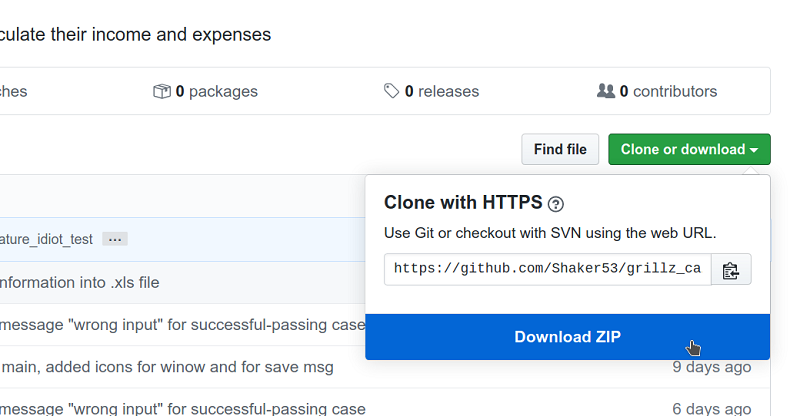 culate their income and expenses
ches
0 packages
0 releases
0 contributors
Find file
Clone or download
Clone with HTTPS
Use Git or checkout with SVN using the web URL.
https://github.com/Shaker53/grillz_ca
Download ZIP
ature_idiot_test ...
nformation into .xls file
message "wrong input" for successful-passing case
main, added icons for winow and for save msg
9 days ago
message "wrong input" for successful-passing case
6 days ago